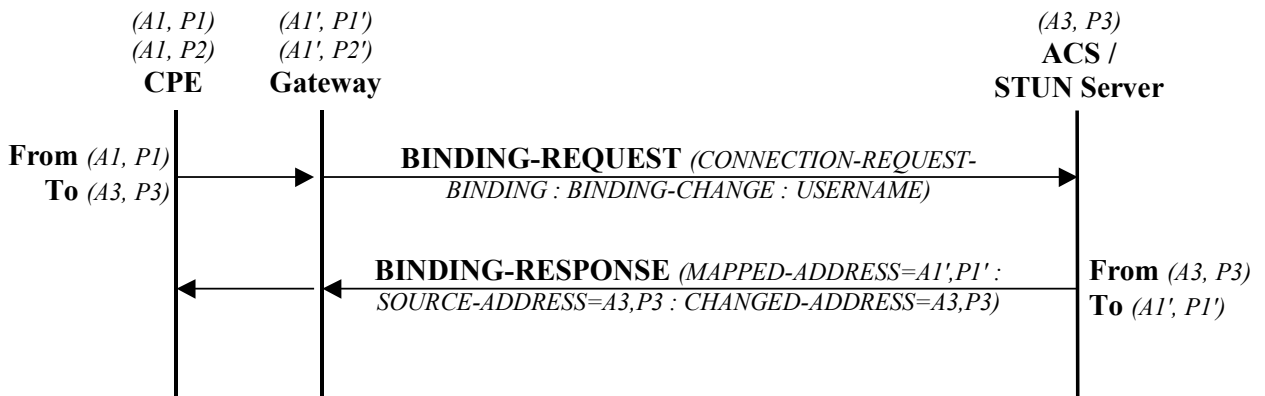 (A1, P1)
(A1, P2)
CPE
(A1', P1')
(A1', P2')
Gateway
(A3, P3)
ACS /
STUN Server
From (A1, P1)
To (A3, P3)
BINDING-REQUEST (CONNECTION-REQUEST-
BINDING : BINDING-CHANGE : USERNAME)
BINDING-RESPONSE (MAPPED-ADDRESS=A1',P1' :
SOURCE-ADDRESS=A3,P3 : CHANGED-ADDRESS=A3,P3)
From (A3, P3)
To (A1', P1')